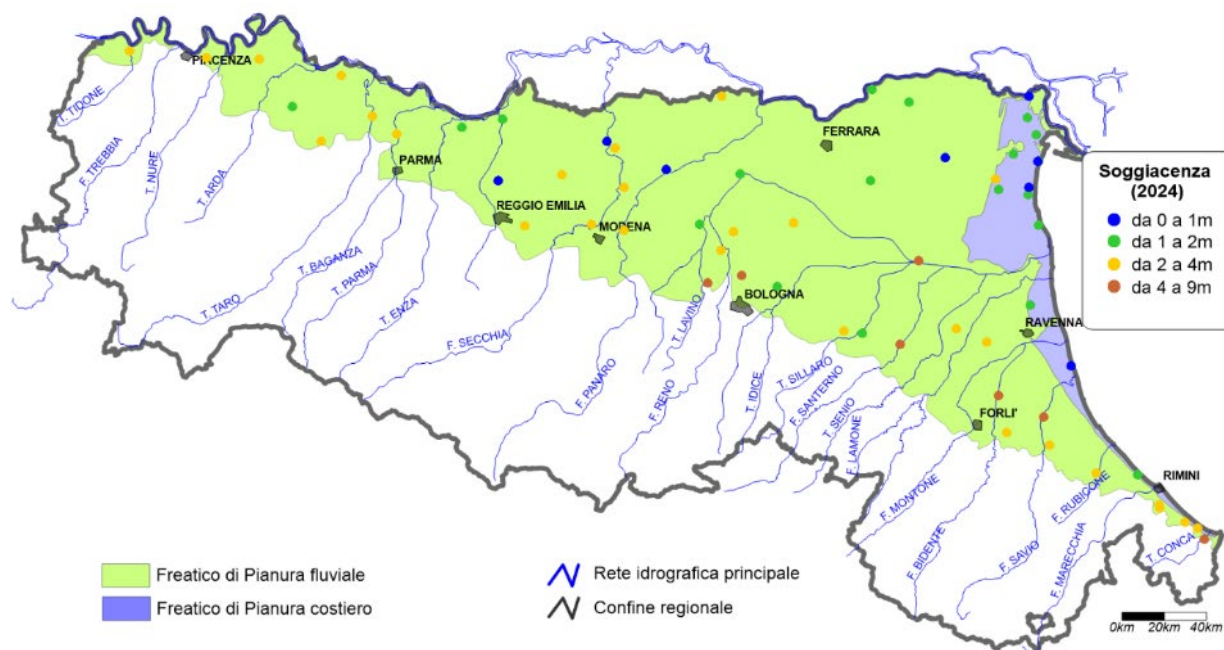 PIACENZA
T. TIDONE
F. TREBBIA
T. NURE
T. ARDA
PARMA
FERRARA
REGGIO EMILIA
MODENA
BOLOGNA
RAVENNA
FORLI'
RIMINI
T. TARO
T. BAGANZA
T. PARMA
T. ENZA
F. SECCHIA
F. PANARO
T. LAVINO
F. RENO
T. IDICE
T. SILLARO
F. SANTERNO
T. SENIO
F. LAMONE
F. MONTONE
F. BIDENTE
F. SAVIO
F. RUBICONE
F. MARECCHIA
T. CONCA
Soggiacenza
(2024)
da 0 a 1m
da 1 a 2m
da 2 a 4m
da 4 a 9m
Freatico di Pianura fluviale
Freatico di Pianura costiero
Rete idrografica principale
Confine regionale
0km 20km 40km